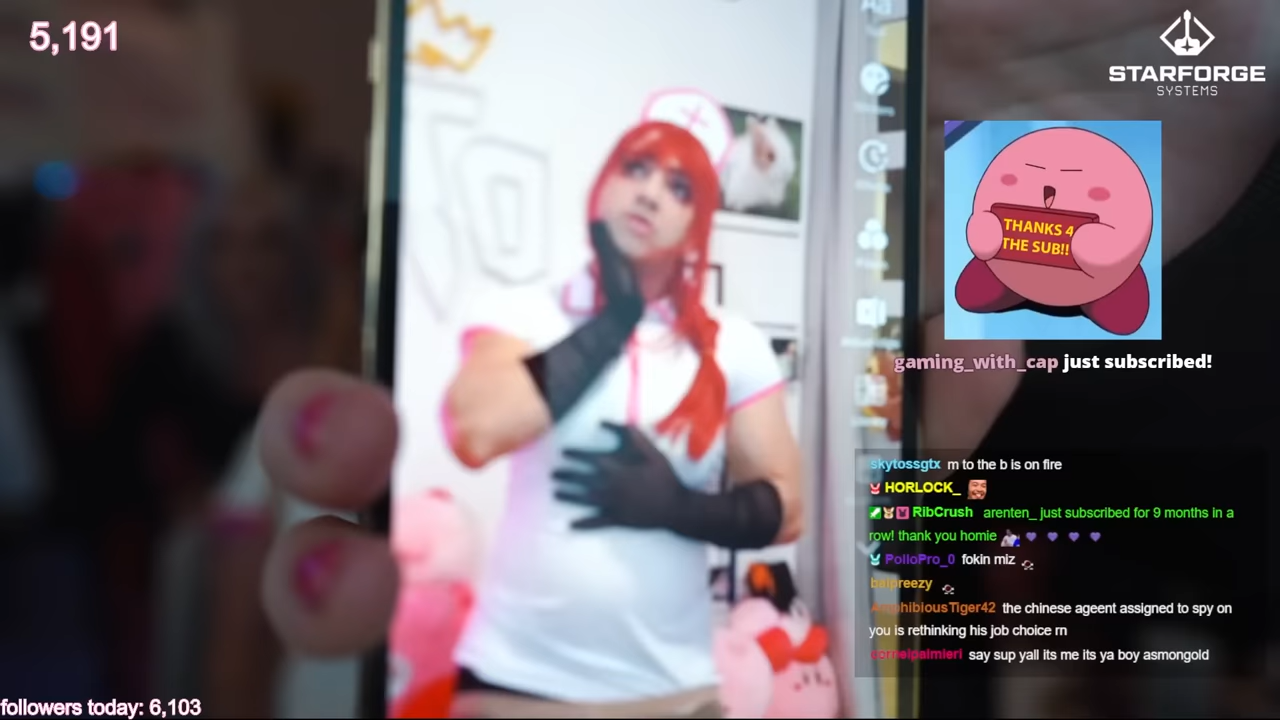 5,191
STARFORGE
SYSTEMS
THANKS 4
THE SUB!!
gaming_with_cap just subscribed!
skytossgtx m to the b is on fire
HORLOCK_
RibCrush arenten_ just subscribed for 9 months in a
row! thank you homie
PolloPro_0 fokin miz
balpreezy
AmphibiousTiger42 the chinese ageent assigned to spy on
you is rethinking his job choice rn
say sup yall its me its ya boy asmongold
followers today: 6,103
Aa